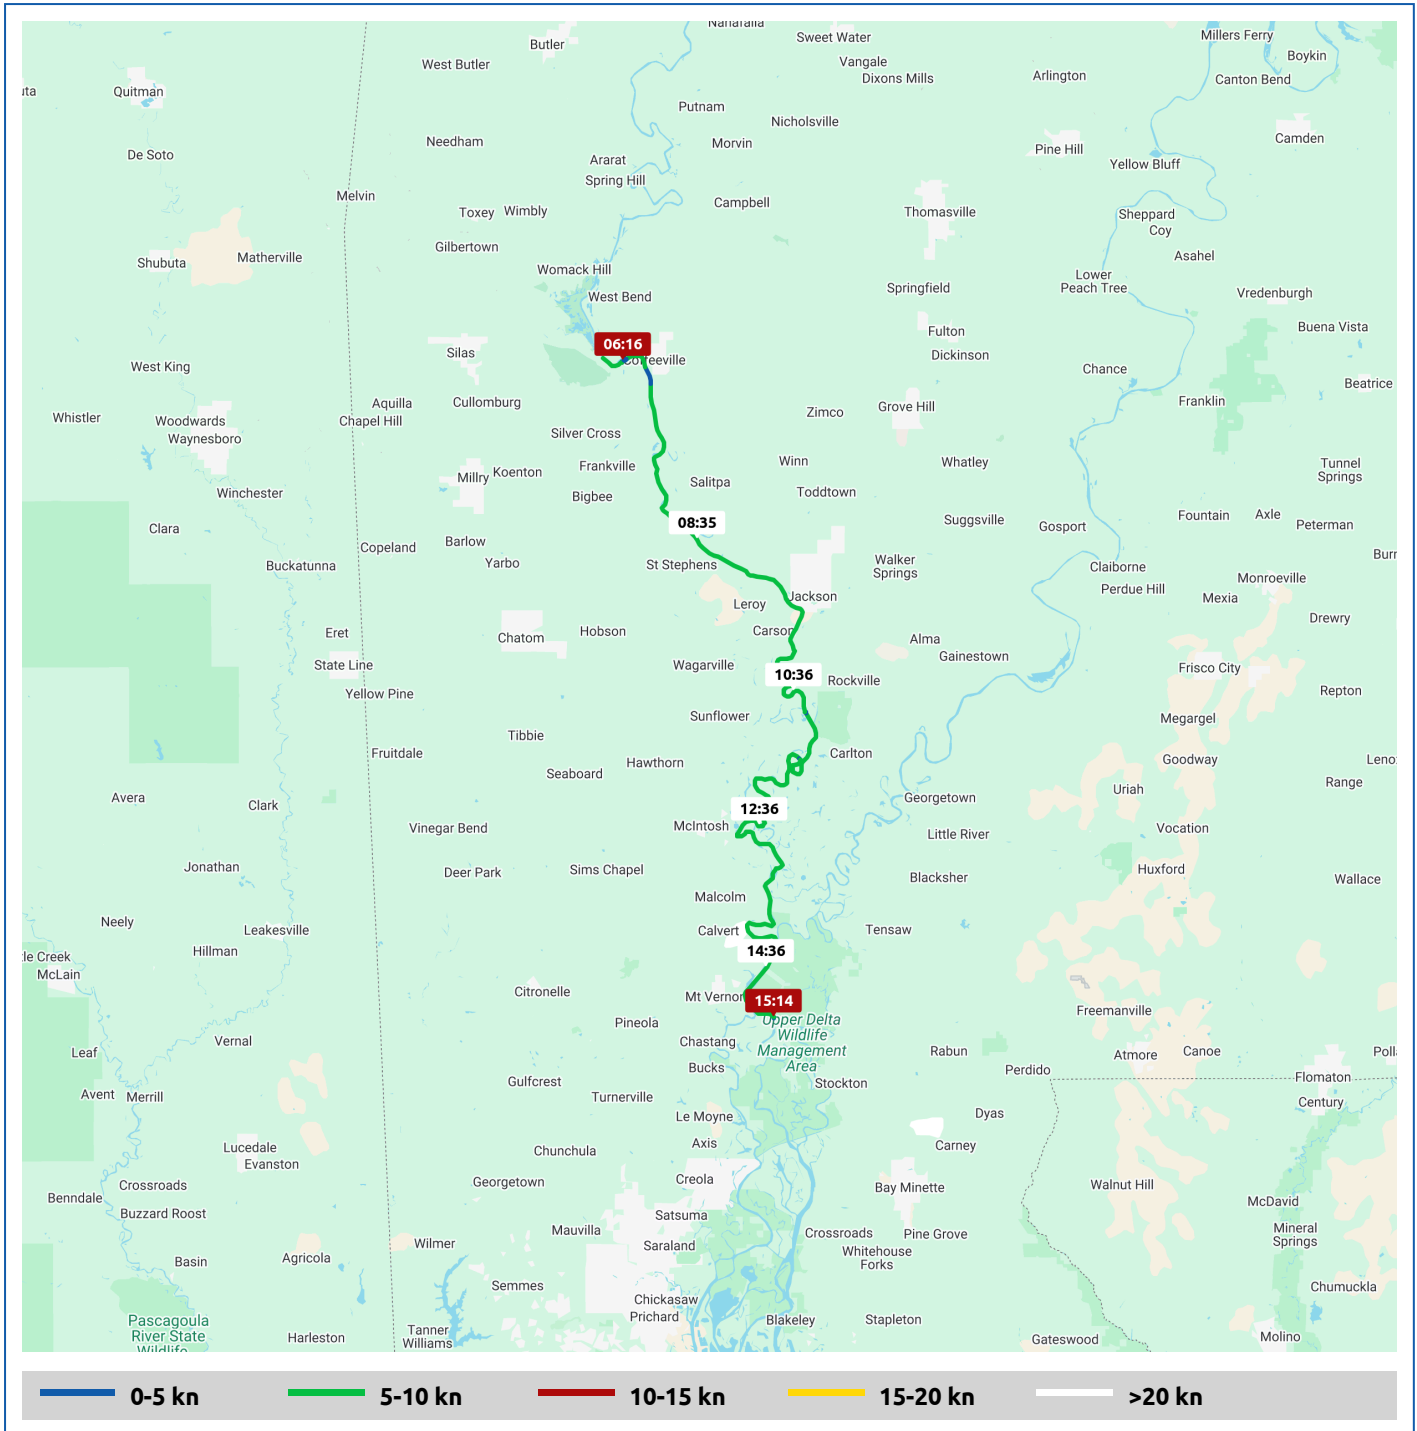 Nanafalia
Sweet Water
Millers Ferry
Butler
Boykin
West Butler
Vangale
Dixons Mills
Arlington
Canton Bend
uta
Quitman
Putnam
Nicholsville
Camden
Needham
Morvin
Pine Hill
De Soto
Ararat
Yellow Bluff
Spring Hill
Melvin
Campbell
Toxey
Wimbly
Thomasville
Sheppard
Coy
Gilbertown
Matherville
Shubuta
Asahel
Womack Hill
Lower
Peach Tree
West Bend
Springfield
Vredenburgh
Fulton
Buena Vista
06:16
Silas
Coffeeville
Dickinson
West King
Chance
Beatrice
Aquilla
Cullomburg
Franklin
Whistler
Woodwards
Chapel Hill
Zimco
Grove Hill
Waynesboro
Silver Cross
Millry
Koenton
Frankville
Winn
Whatley
Tunnel
Springs
Salitpa
Winchester
Bigbee
Toddtown
Clara
08:35
Suggsville
Gosport
Fountain
Axle
Peterman
Copeland
Barlow
Burr
Buckatunna
Yarbo
St Stephens
Walker
Springs
Claiborne
Perdue Hill
Monroeville
Leroy
Jackson
Mexia
Drewry
Eret
Chatom
Hobson
Carson
Alma
State Line
Wagarville
Gainestown
Frisco City
10:36
Rockville
Yellow Pine
Repton
Sunflower
Megargel
Tibbie
Fruitdale
Hawthorn
Carlton
Goodway
Lenox
Seaboard
Range
Avera
Clark
Georgetown
Uriah
12:36
Vinegar Bend
McIntosh
Little River
Vocation
Jonathan
Deer Park
Sims Chapel
Blacksher
Huxford
Wallace
Malcolm
Neely
Leakesville
Calvert
Tensaw
Hillman
14:36
le Creek
McLain
Citronelle
Mt Vernon
15:14
Freemanville
Pineola
Upper Delta
Wildlife
Management
Area
Vernal
Chastang
Leaf
Rabun
Atmore
Canoe
Poll
Bucks
Perdido
Flomaton
Gulfcrest
Stockton
Avent
Merrill
Turnerville
Century
Le Moyne
Dyas
Lucedale
Axis
Carney
Evanston
Chunchula
Crossroads
Georgetown
Creola
Bay Minette
Walnut Hill
Benndale
McDavid
Buzzard Roost
Satsuma
Mauvilla
Crossroads
Pine Grove
Mineral
Springs
Wilmer
Saraland
Whitehouse
Forks
Basin
Agricola
Semmes
Chumuckla
Chickasaw
Prichard
Pascagoula
River State
Wildlife
Blakeley
Stapleton
Harleston
Tanner
Williams
Gateswood
Molino
0-5 kn
5-10 kn
10-15 kn
15-20 kn
>20 kn